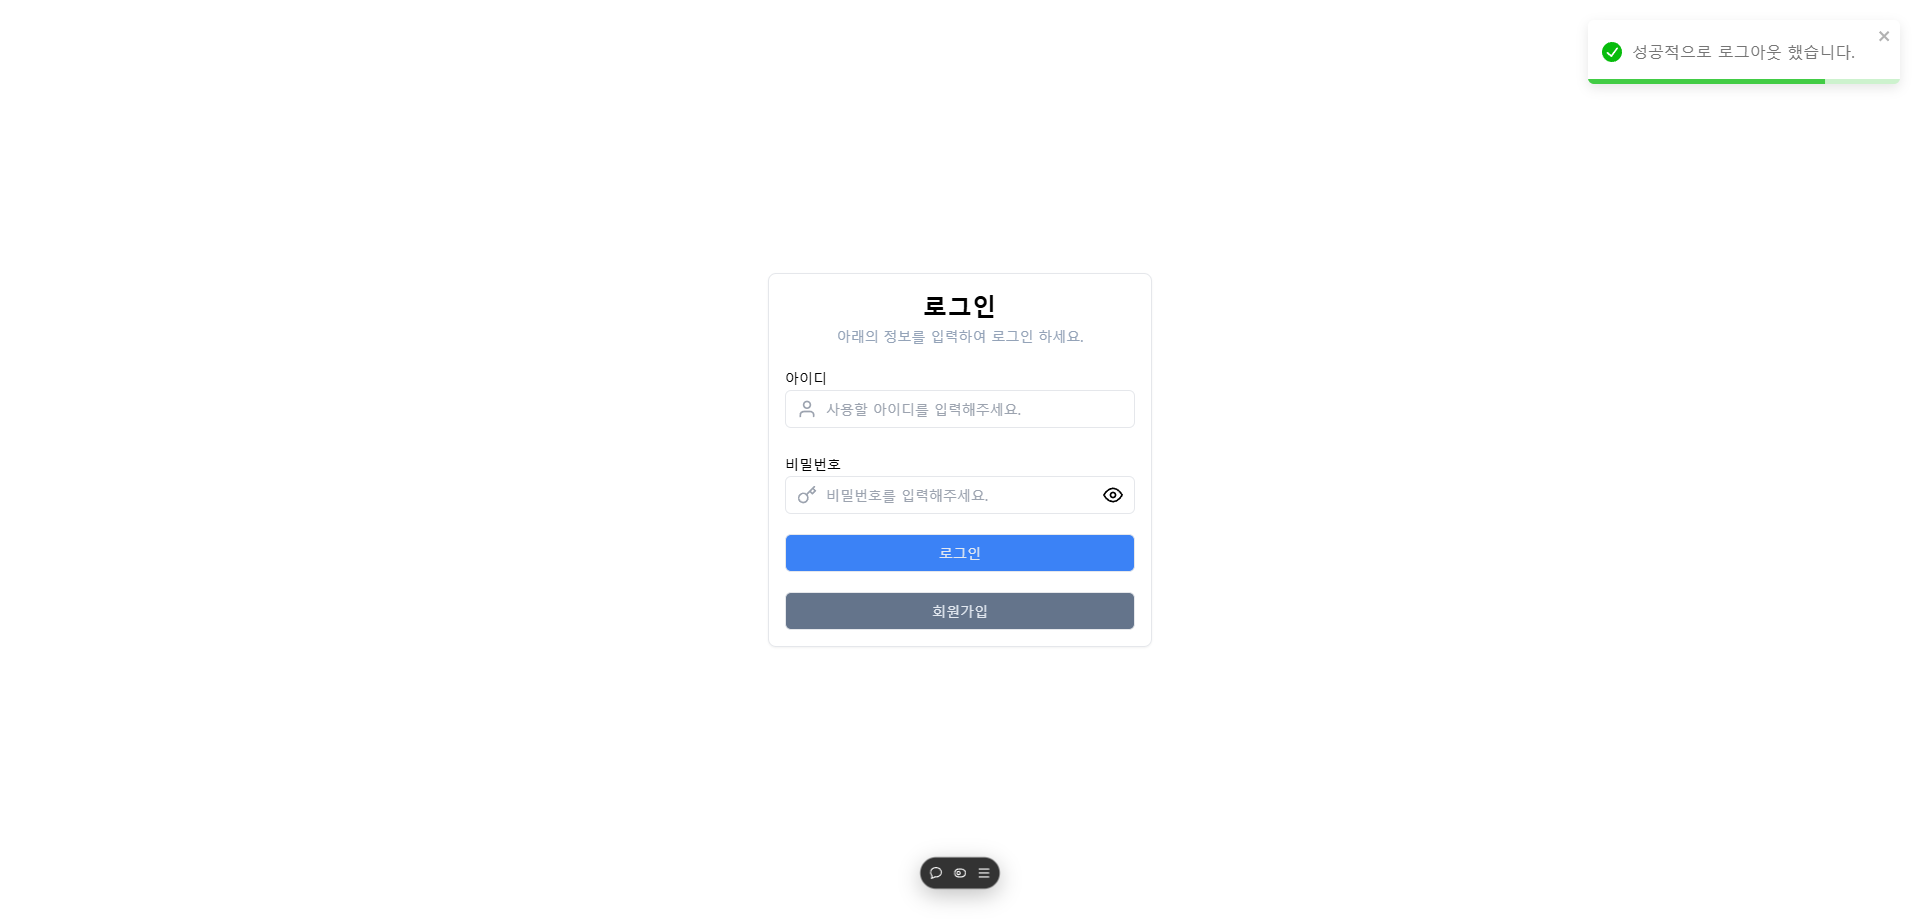 성공적으로 로그아웃 했습니다.
로그인
아래의 정보를 입력하여 로그인 하세요.
아이디
사용할 아이디를 입력해주세요.
비밀번호
비밀번호를 입력해주세요.
로그인
회원가입